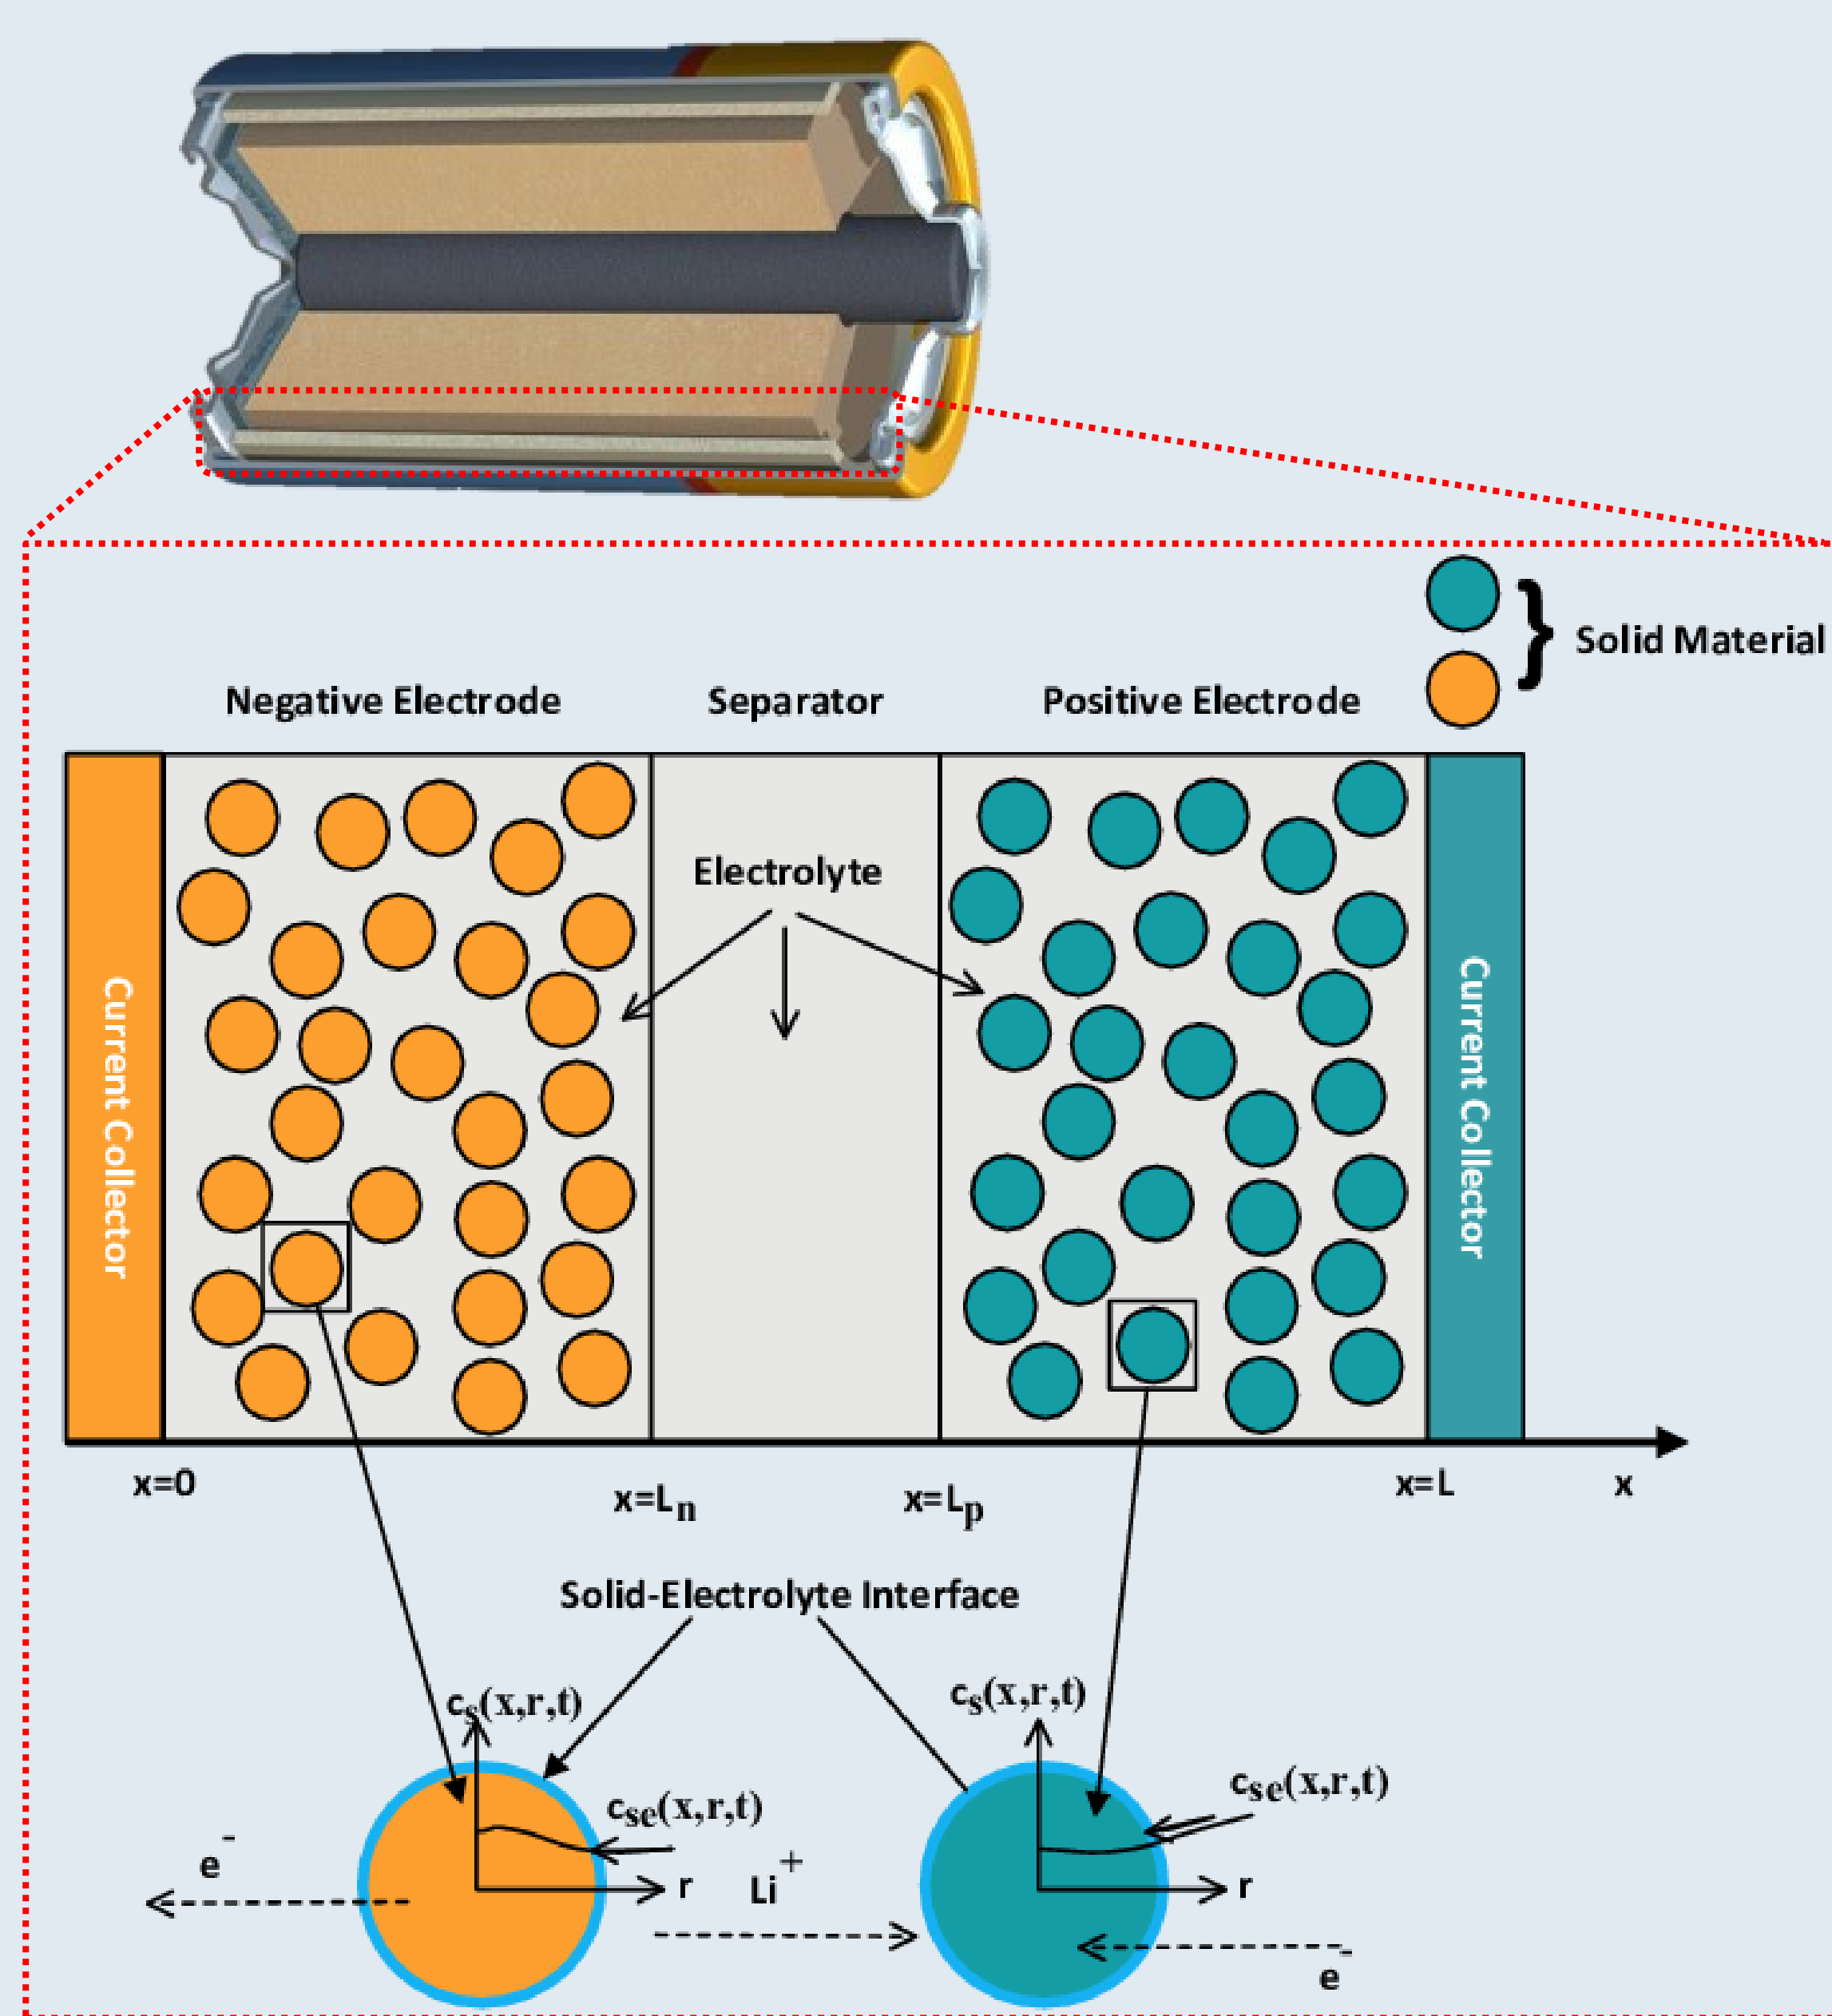 Solid Material
Negative Electrode
Separator
Positive Electrode
Electrolyte
Current Collector
Current Collector
x=0
x=Ln
x=Lp
x=L
x
Solid-Electrolyte Interface
cs(x,r,t)
cs(x,r,t)
cse(x,r,t)
cse(x,r,t)
e-
r
Li+
r
e-